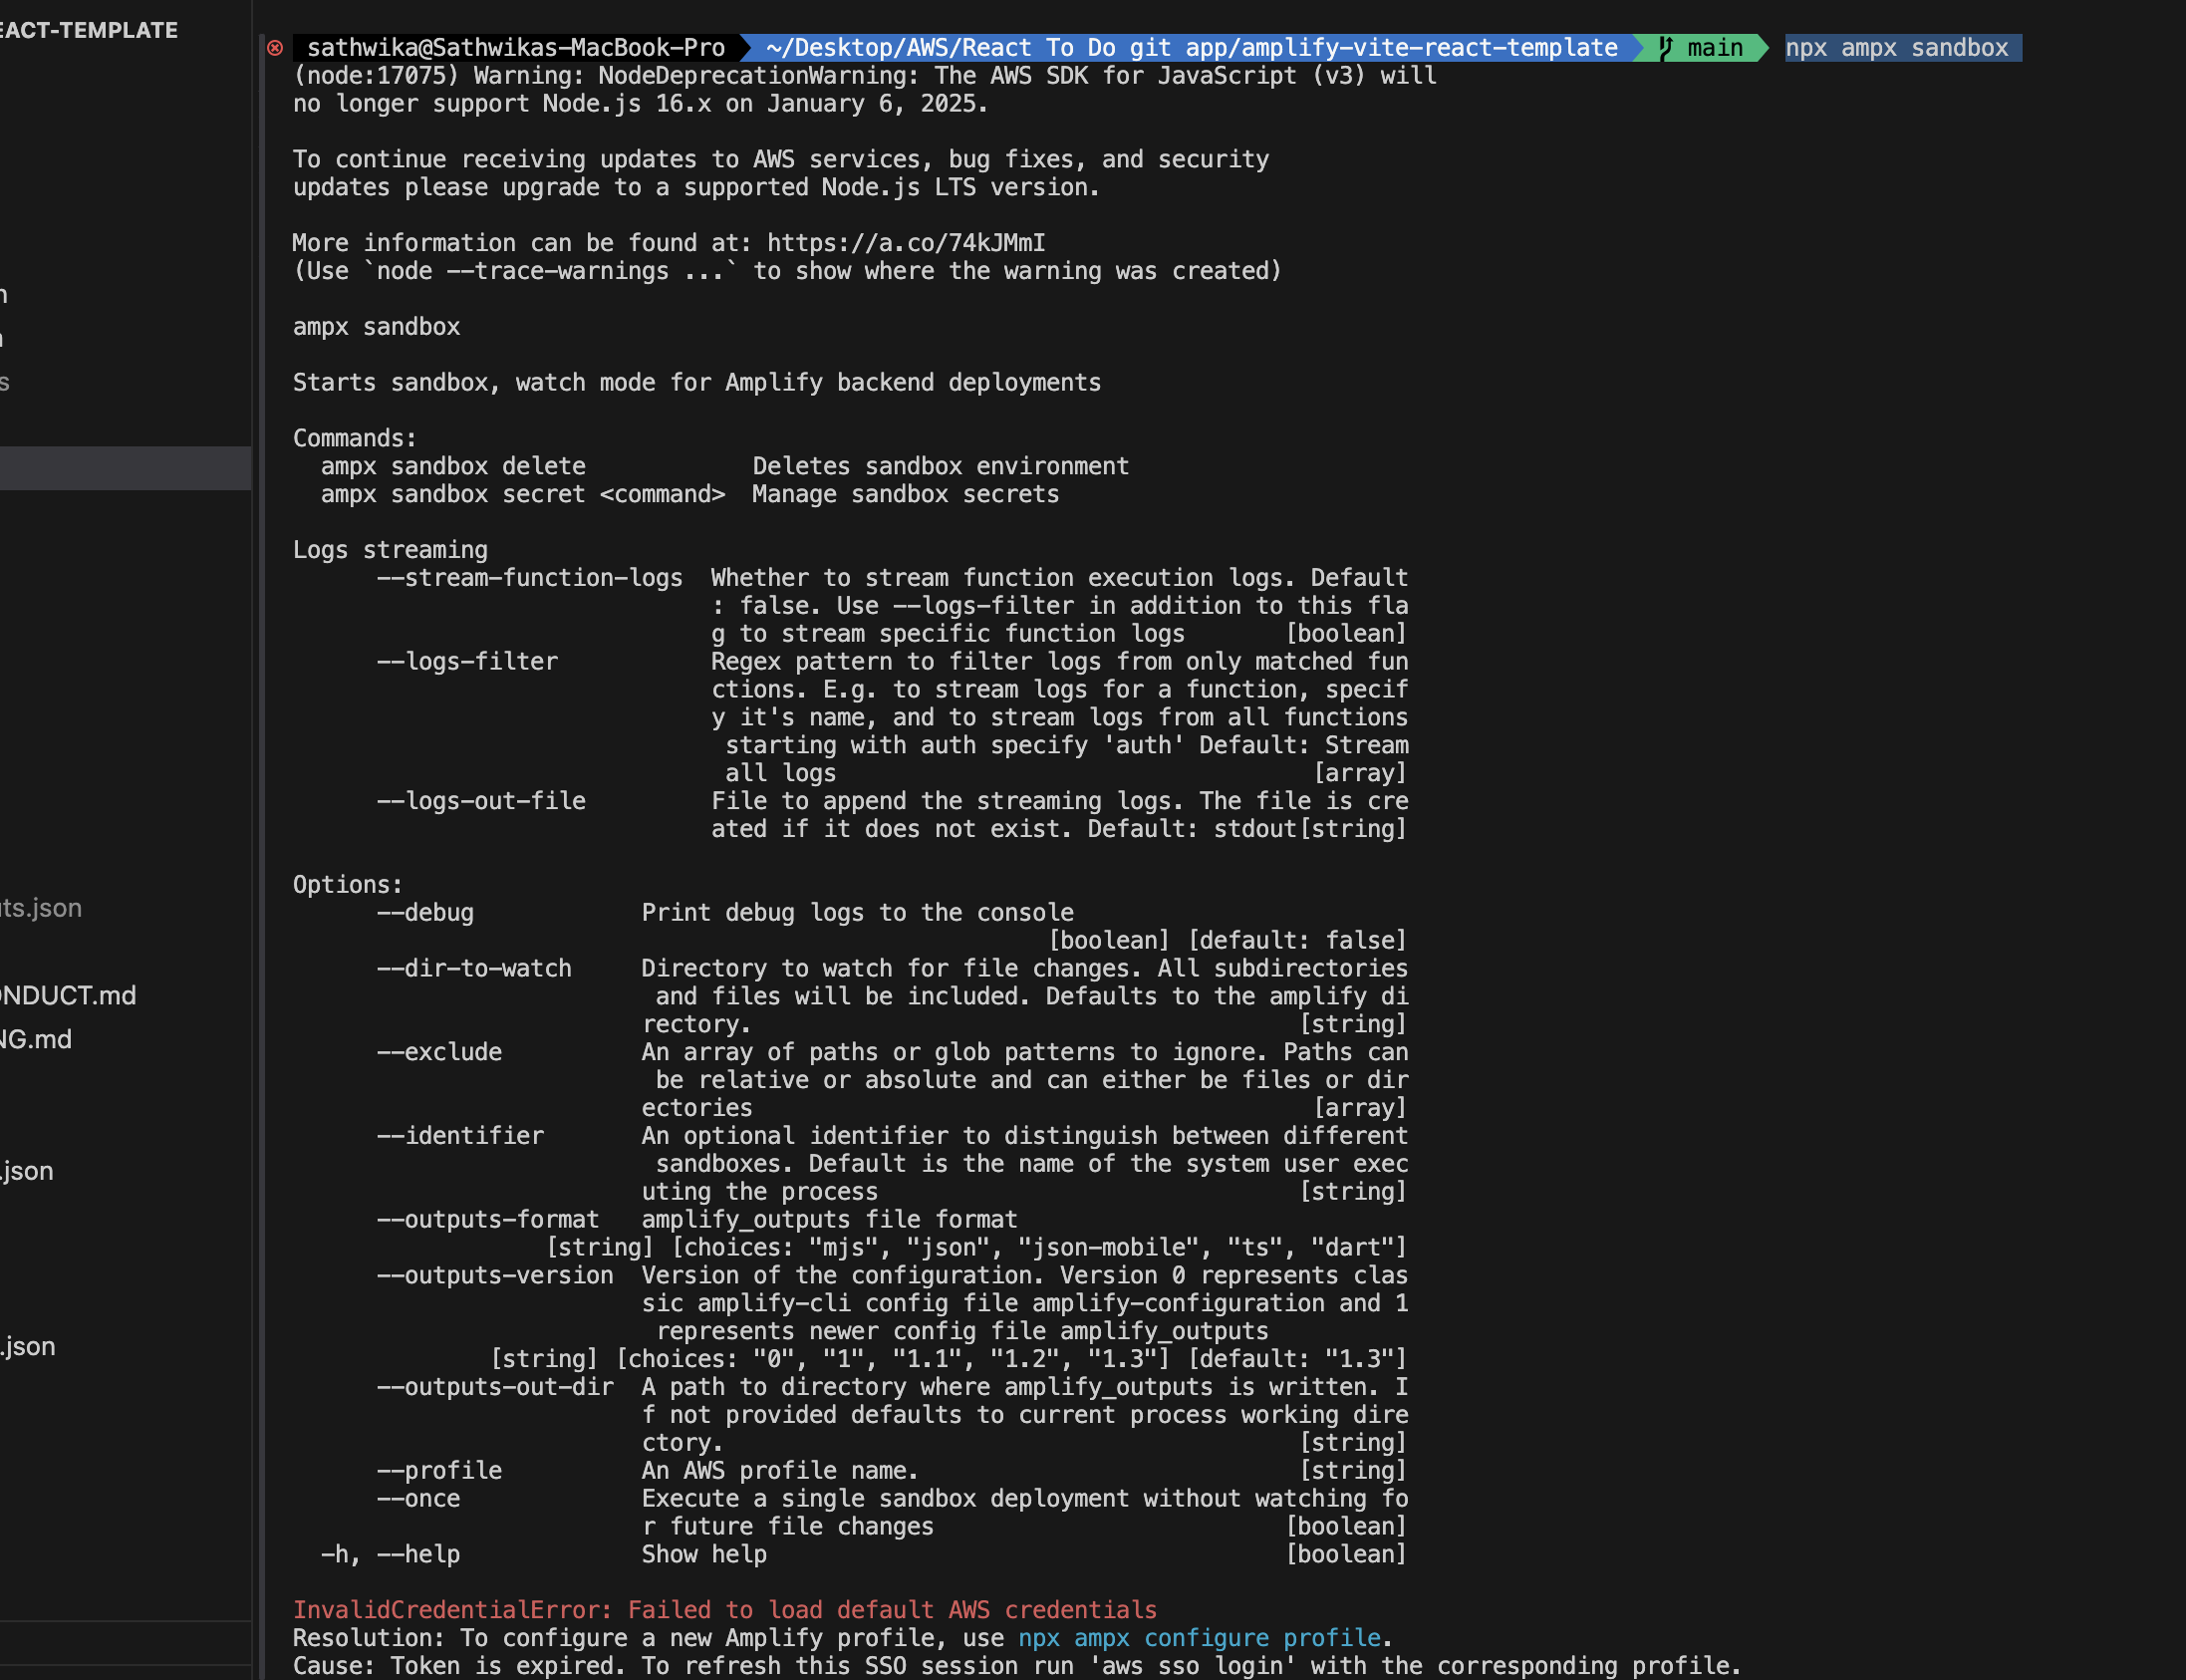 EACT-TEMPLATE
sathwika@Sathwikas-MacBook-Pro ~/Desktop/AWS/React To Do git app/amplify-vite-react-template main npx ampx sandbox
(node:17075) Warning: NodeDeprecationWarning: The AWS SDK for JavaScript (v3) will
no longer support Node.js 16.x on January 6, 2025.
To continue receiving updates to AWS services, bug fixes, and security
updates please upgrade to a supported Node.js LTS version.
More information can be found at: https://a.co/74kJMmI
(Use `node --trace-warnings ...` to show where the warning was created)
ampx sandbox
s
Starts sandbox, watch mode for Amplify backend deployments
Commands:
ampx sandbox delete Deletes sandbox environment
ampx sandbox secret <command> Manage sandbox secrets
Logs streaming
--stream-function-logs Whether to stream function execution logs. Default
: false. Use --logs-filter in addition to this fla
g to stream specific function logs [boolean]
--logs-filter Regex pattern to filter logs from only matched fun
ctions. E.g. to stream logs for a function, specif
y it's name, and to stream logs from all functions
starting with auth specify 'auth' Default: Stream
all logs [array]
--logs-out-file File to append the streaming logs. The file is cre
ated if it does not exist. Default: stdout[string]
Options:
ts.json
--debug Print debug logs to the console
[boolean] [default: false]
--dir-to-watch Directory to watch for file changes. All subdirectories
ONDUCT.md
and files will be included. Defaults to the amplify di
rectory. [string]
NG.md
--exclude An array of paths or glob patterns to ignore. Paths can
be relative or absolute and can either be files or dir
ectories [array]
--identifier An optional identifier to distinguish between different
.json
sandboxes. Default is the name of the system user exec
uting the process [string]
--outputs-format amplify_outputs file format
[string] [choices: "mjs", "json", "json-mobile", "ts", "dart"]
--outputs-version Version of the configuration. Version 0 represents clas
sic amplify-cli config file amplify-configuration and 1
represents newer config file amplify_outputs
.json
[string] [choices: "0", "1", "1.1", "1.2", "1.3"] [default: "1.3"]
--outputs-out-dir A path to directory where amplify_outputs is written. I
f not provided defaults to current process working dire
ctory. [string]
--profile An AWS profile name. [string]
--once Execute a single sandbox deployment without watching fo
r future file changes [boolean]
-h, --help Show help [boolean]
InvalidCredentialError: Failed to load default AWS credentials
Resolution: To configure a new Amplify profile, use npx ampx configure profile.
Cause: Token is expired. To refresh this SSO session run 'aws sso login' with the corresponding profile.